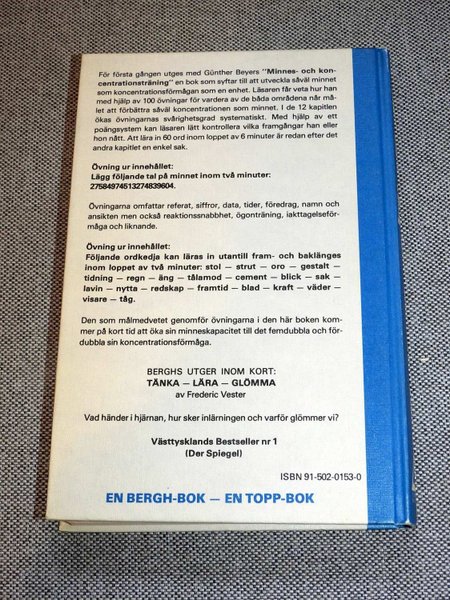 För första gången utges med Günther Beyers "Minnes- och kon-
centrationsträning" en bok som syftar till att utveckla såväl minnet
som koncentrationsförmågan som en enhet. Läsaren får veta hur han
med hjälp av 100 övningar för vardera av de båda områdena når må-
let att förbättra såväl koncentrationen som minnet. I de 12 kapitlen
ökas övningarnas svårighetsgrad systematiskt. Med hjälp av ett
poängsystem kan läsaren lätt kontrollera vilka framgångar han eller
hon nått. Att lära in 60 ord inom loppet av 6 minuter är redan efter det
andra kapitlet en enkel sak.
Övning ur innehållet:
Lägg följande tal på minnet inom två minuter:
27584974513274839604.
Övningarna omfattar referat, siffror, data, tider, föredrag, namn och
ansikten men också reaktionssnabbhet, ögonträning, iakttagelseför-
måga och liknande.
Övning ur innehållet:
Följande ordkedja kan läras in utantill fram- och baklänges
inom loppet av två minuter: stol — strut — oro — gestalt —
tidning — regn — äng — tålamod — cement — blick — sak —
lavin — nytta — redskap — framtid — blad — kraft — väder —
visare — tåg.
Den som målmedvetet genomför övningarna i den här boken kom-
mer på kort tid att öka sin minneskapacitet till det femdubbla och för-
dubbla sin koncentrationsförmåga.
BERGHS UTGER INOM KORT:
TÄNKA — LÄRA — GLÖMMA
av Frederic Vester
Vad händer i hjärnan, hur sker inlärningen och varför glömmer vi?
Västtysklands Bestseller nr 1
(Der Spiegel)
ISBN 91-502-0153-0
EN BERGH-BOK — EN TOPP-BOK